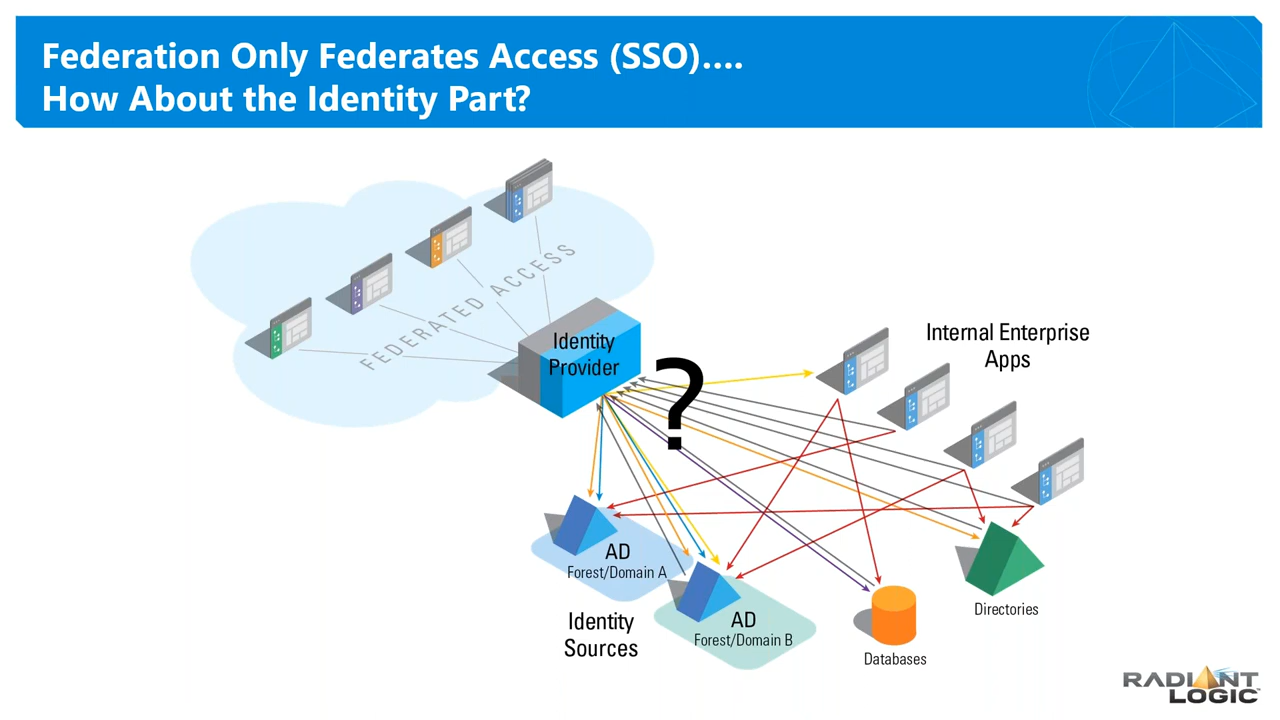 Federation Only Federates Access (SSO)....
How About the Identity Part?
FEDERATED ACCESS
Identity
Provider
?
Internal Enterprise
Apps
AD
Forest/Domain A
AD
Forest/Domain B
Identity
Sources
Databases
Directories
RADIANT
LOGIC